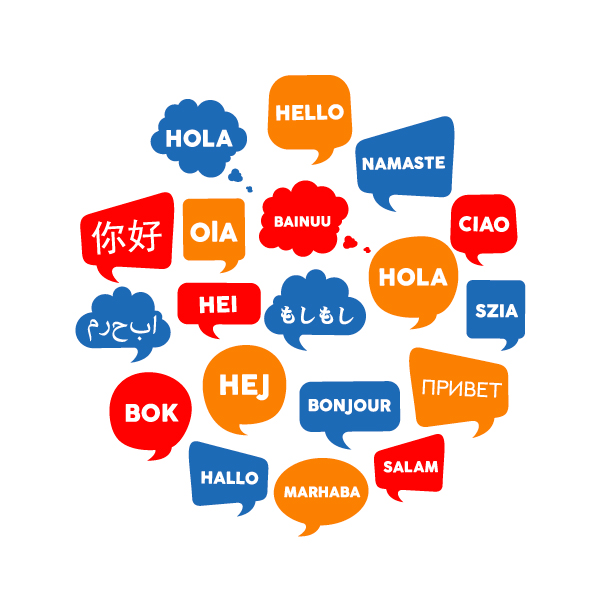 HELLO
HOLA
NAMASTE
你好
OlA
BAINUU
CIAO
HOLA
HEI
もしもし
SZIA
ابحرم
HEJ
ПРИВЕТ
BOK
BONJOUR
HALLO
MARHABA
SALAM